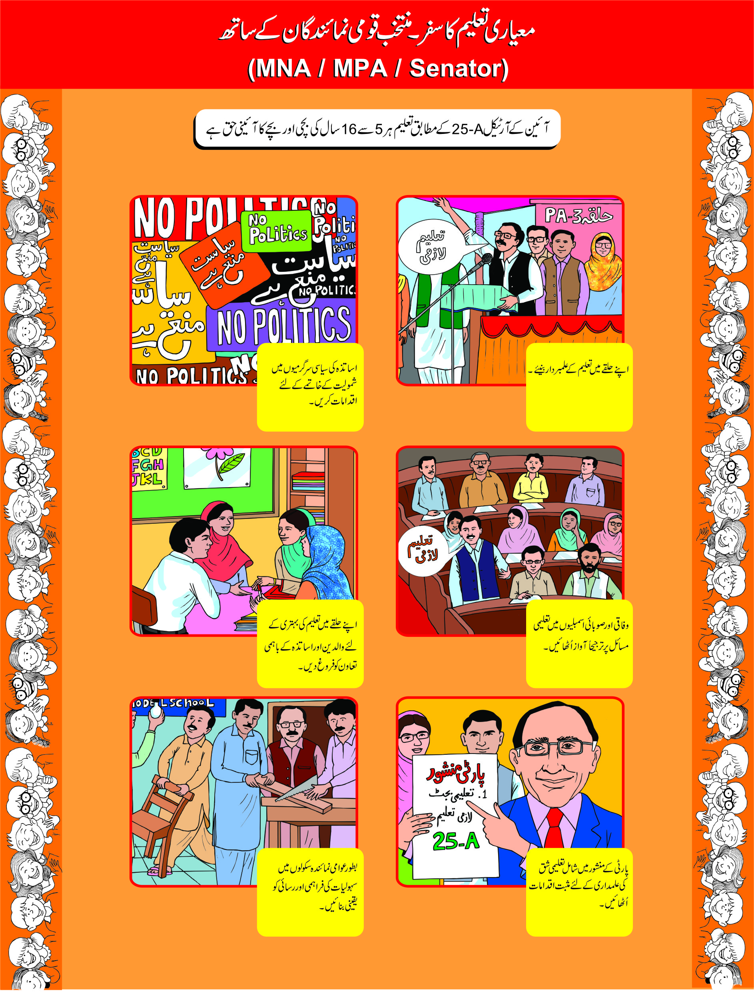 معیاری تعلیم کا سفر۔ منتخب قومی نمائندگان کے ساتھ
(MNA / MPA / Senator)
آئین کے آرٹیکل 25-A کے مطابق تعلیم ہر 5 سے 16 سال کی بچی اور بچے کا آئینی حق ہے
حلقہ PA-3
تعلیم
لازمی
اپنے حلقے میں تعلیم کے علمبردار بنیئے۔
NO POLITICS
NO
Politics
NO
Politi
NO
POLITIC
سیاست
منع
ہے
سیاست
منع ہے
سیاست
منع ہے
NO POLITICS
سیاست
منع ہے
NO POLITICS
NO
NO POLITICS
اساتذہ کی سیاسی سرگرمیوں میں
شمولیت کے خاتمے کے لئے
اقدامات کریں۔
تعلیم
لازمی
وفاقی اور صوبائی اسمبلیوں میں تعلیمی
مسائل پر ترجیحاً آواز اُٹھائیں۔
BCD
FGH
JKL
اپنے حلقے میں تعلیم کی بہتری کے
لئے والدین اور اساتذہ کے باہمی
تعاون کو فروغ دیں۔
پارٹی منشور
1. تعلیمی بجٹ
لازمی تعلیم
25-A
پارٹی کے منشور میں شامل تعلیمی شق
کی علمداری کے لئے مثبت اقدامات
اُٹھائیں۔
ODEL SCHOOL
بطور عوامی نمائندہ سکولوں میں
سہولیات کی فراہمی اور رسائی کو
یقینی بنائیں۔